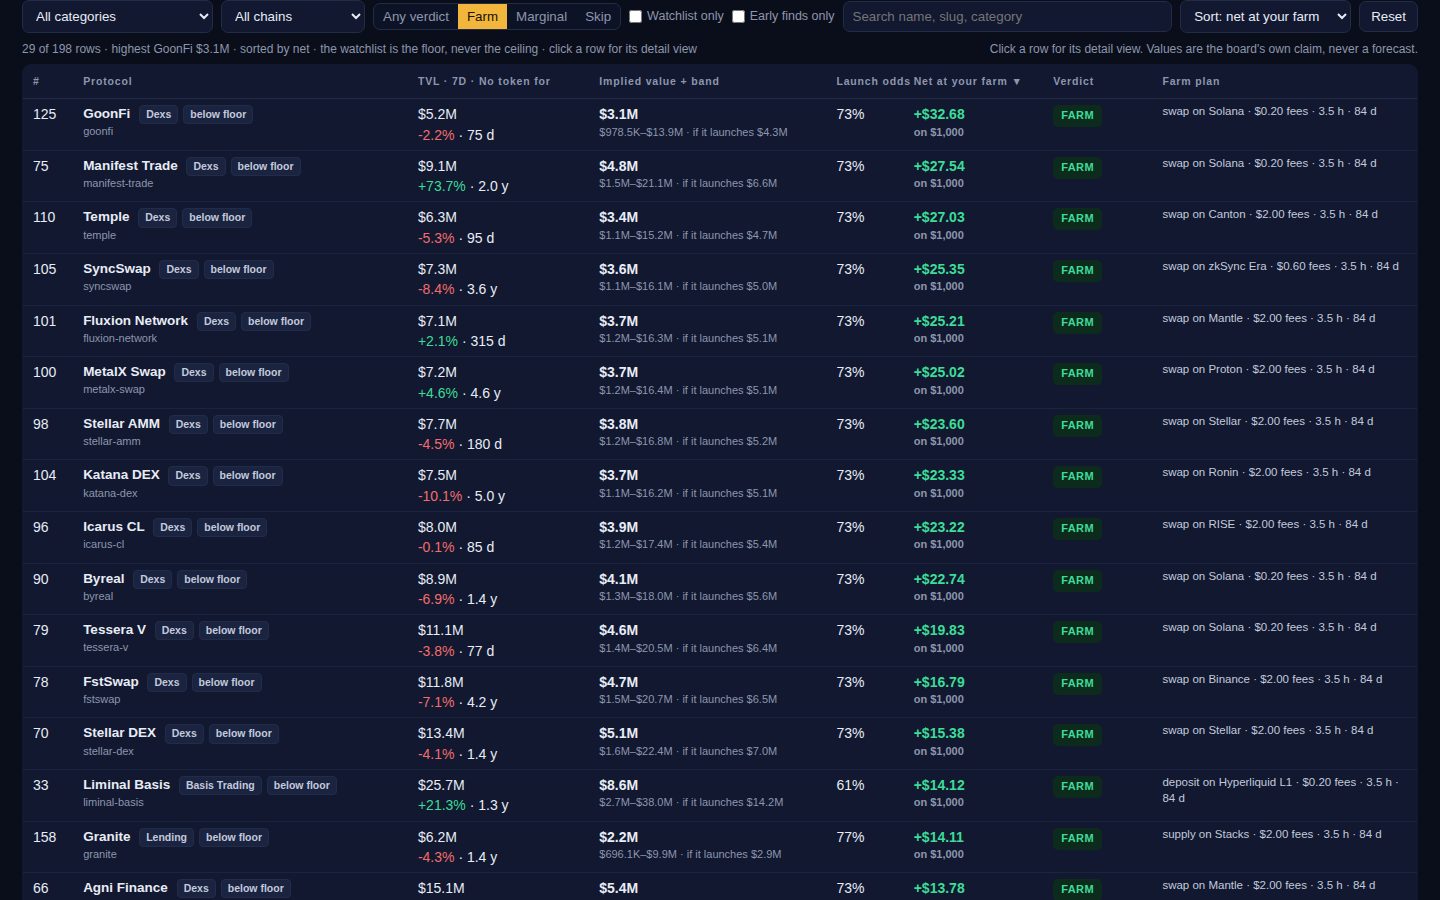 All categories All chains Any verdict Farm Marginal Skip Watchlist only Early finds only Search name, slug, category Sort: net at your farm Reset
29 of 198 rows · highest GoonFi $3.1M · sorted by net · the watchlist is the floor, never the ceiling · click a row for its detail view Click a row for its detail view. Values are the board's own claim, never a forecast.
# Protocol TVL · 7D · No token for Implied value + band Launch odds Net at your farm ▼ Verdict Farm plan
125 GoonFi Dexs below floor $5.2M $3.1M 73% +$32.68 FARM swap on Solana · $0.20 fees · 3.5 h · 84 d
goonfi -2.2% · 75 d $978.5K–$13.9M · if it launches $4.3M on $1,000
75 Manifest Trade Dexs below floor $9.1M $4.8M 73% +$27.54 FARM swap on Solana · $0.20 fees · 3.5 h · 84 d
manifest-trade +73.7% · 2.0 y $1.5M–$21.1M · if it launches $6.6M on $1,000
110 Temple Dexs below floor $6.3M $3.4M 73% +$27.03 FARM swap on Canton · $2.00 fees · 3.5 h · 84 d
temple -5.3% · 95 d $1.1M–$15.2M · if it launches $4.7M on $1,000
105 SyncSwap Dexs below floor $7.3M $3.6M 73% +$25.35 FARM swap on zkSync Era · $0.60 fees · 3.5 h · 84 d
syncswap -8.4% · 3.6 y $1.1M–$16.1M · if it launches $5.0M on $1,000
101 Fluxion Network Dexs below floor $7.1M $3.7M 73% +$25.21 FARM swap on Mantle · $2.00 fees · 3.5 h · 84 d
fluxion-network +2.1% · 315 d $1.2M–$16.3M · if it launches $5.1M on $1,000
100 MetalX Swap Dexs below floor $7.2M $3.7M 73% +$25.02 FARM swap on Proton · $2.00 fees · 3.5 h · 84 d
metalx-swap +4.6% · 4.6 y $1.2M–$16.4M · if it launches $5.1M on $1,000
98 Stellar AMM Dexs below floor $7.7M $3.8M 73% +$23.60 FARM swap on Stellar · $2.00 fees · 3.5 h · 84 d
stellar-amm -4.5% · 180 d $1.2M–$16.8M · if it launches $5.2M on $1,000
104 Katana DEX Dexs below floor $7.5M $3.7M 73% +$23.33 FARM swap on Ronin · $2.00 fees · 3.5 h · 84 d
katana-dex -10.1% · 5.0 y $1.1M–$16.2M · if it launches $5.1M on $1,000
96 Icarus CL Dexs below floor $8.0M $3.9M 73% +$23.22 FARM swap on RISE · $2.00 fees · 3.5 h · 84 d
icarus-cl -0.1% · 85 d $1.2M–$17.4M · if it launches $5.4M on $1,000
90 Byreal Dexs below floor $8.9M $4.1M 73% +$22.74 FARM swap on Solana · $0.20 fees · 3.5 h · 84 d
byreal -6.9% · 1.4 y $1.3M–$18.0M · if it launches $5.6M on $1,000
79 Tessera V Dexs below floor $11.1M $4.6M 73% +$19.83 FARM swap on Solana · $0.20 fees · 3.5 h · 84 d
tessera-v -3.8% · 77 d $1.4M–$20.5M · if it launches $6.4M on $1,000
78 FstSwap Dexs below floor $11.8M $4.7M 73% +$16.79 FARM swap on Binance · $2.00 fees · 3.5 h · 84 d
fstswap -7.1% · 4.2 y $1.5M–$20.7M · if it launches $6.5M on $1,000
70 Stellar DEX Dexs below floor $13.4M $5.1M 73% +$15.38 FARM swap on Stellar · $2.00 fees · 3.5 h · 84 d
stellar-dex -4.1% · 1.4 y $1.6M–$22.4M · if it launches $7.0M on $1,000
33 Liminal Basis Basis Trading below floor $25.7M $8.6M 61% +$14.12 FARM deposit on Hyperliquid L1 · $0.20 fees · 3.5 h ·
liminal-basis +21.3% · 1.3 y $2.7M–$38.0M · if it launches $14.2M on $1,000 84 d
158 Granite Lending below floor $6.2M $2.2M 77% +$14.11 FARM supply on Stacks · $2.00 fees · 3.5 h · 84 d
granite -4.3% · 1.4 y $696.1K–$9.9M · if it launches $2.9M on $1,000
66 Agni Finance Dexs below floor $15.1M $5.4M 73% +$13.78 FARM swap on Mantle · $2.00 fees · 3.5 h · 84 d